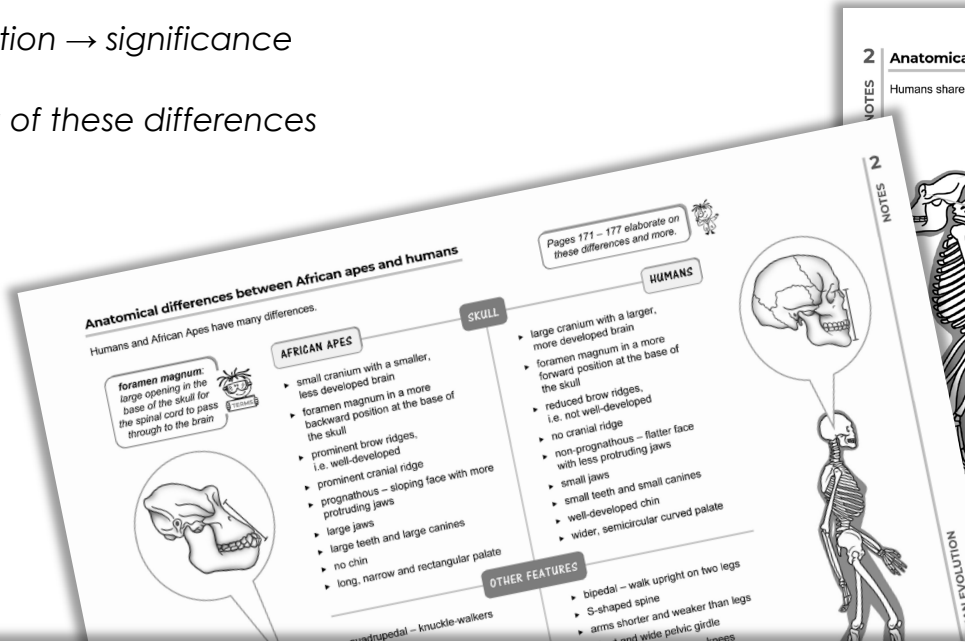 tion → significance
of these differences
2
NOTES
Anatomica
Humans share
2
NOTES
Anatomical differences between African apes and humans
Humans and African Apes have many differences.
Pages 171 – 177 elaborate on
these differences and more.
foramen magnum:
large opening in the
base of the skull for
the spinal cord to pass
through to the brain
TERMS
SKULL
AFRICAN APES
▸ small cranium with a smaller,
less developed brain
▸ foramen magnum in a more
backward position at the base of
the skull
▸ prominent brow ridges,
i.e. well-developed
▸ prominent cranial ridge
▸ prognathous – sloping face with more
protruding jaws
▸ large jaws
▸ large teeth and large canines
▸ no chin
▸ long, narrow and rectangular palate
HUMANS
▸ large cranium with a larger,
more developed brain
▸ foramen magnum in a more
forward position at the base of
the skull
▸ reduced brow ridges,
i.e. not well-developed
▸ no cranial ridge
▸ non-prognathous – flatter face
with less protruding jaws
▸ small jaws
▸ small teeth and small canines
▸ well-developed chin
▸ wider, semicircular curved palate
OTHER FEATURES
quadrupedal – knuckle-walkers
▸ bipedal – walk upright on two legs
▸ S-shaped spine
▸ arms shorter and weaker than legs
and wide pelvic girdle
knees
N EVOLUTION